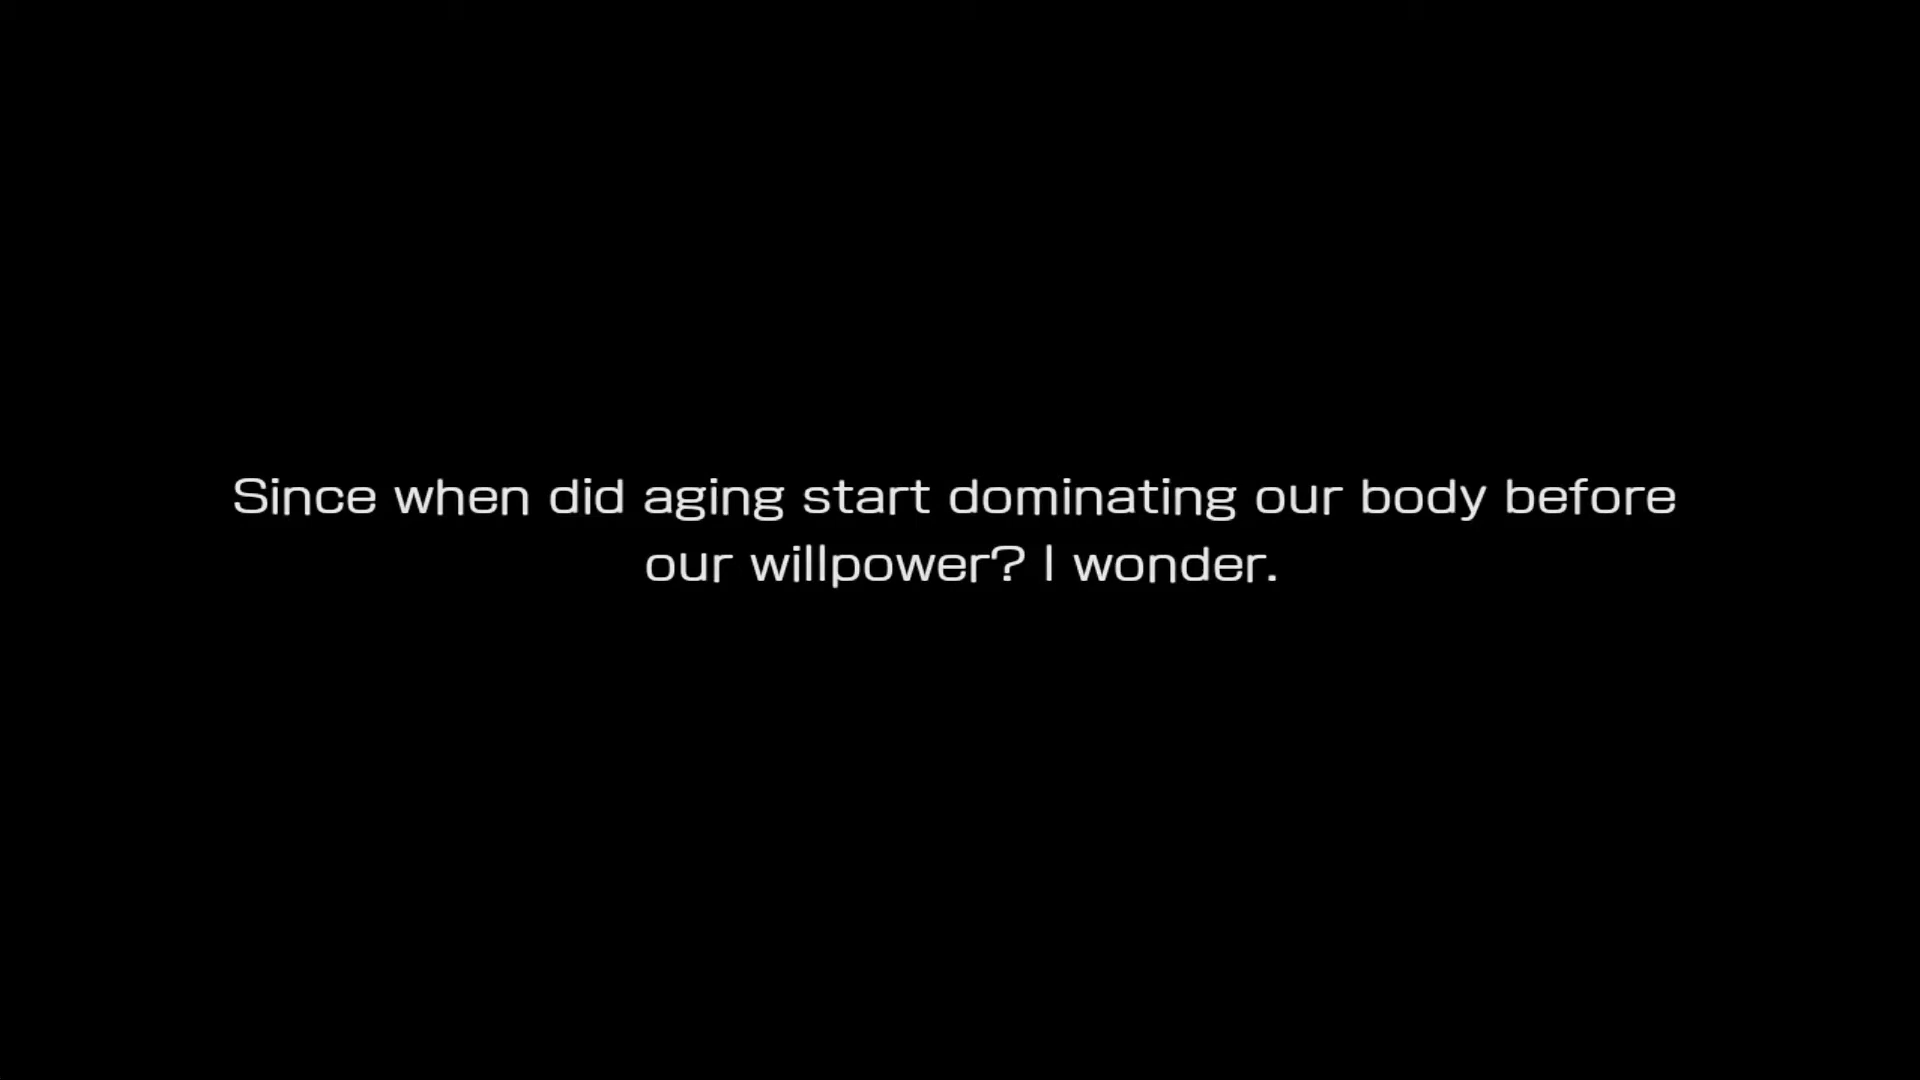 Since when did aging start dominating our body before
our willpower? I wonder.